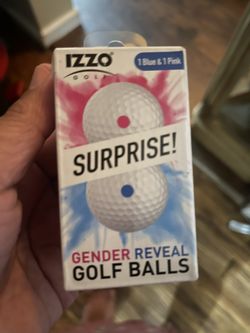 IZZO
GOLF
1 Blue & 1 Pink
SURPRISE!
GENDER REVEAL
GOLF BALLS